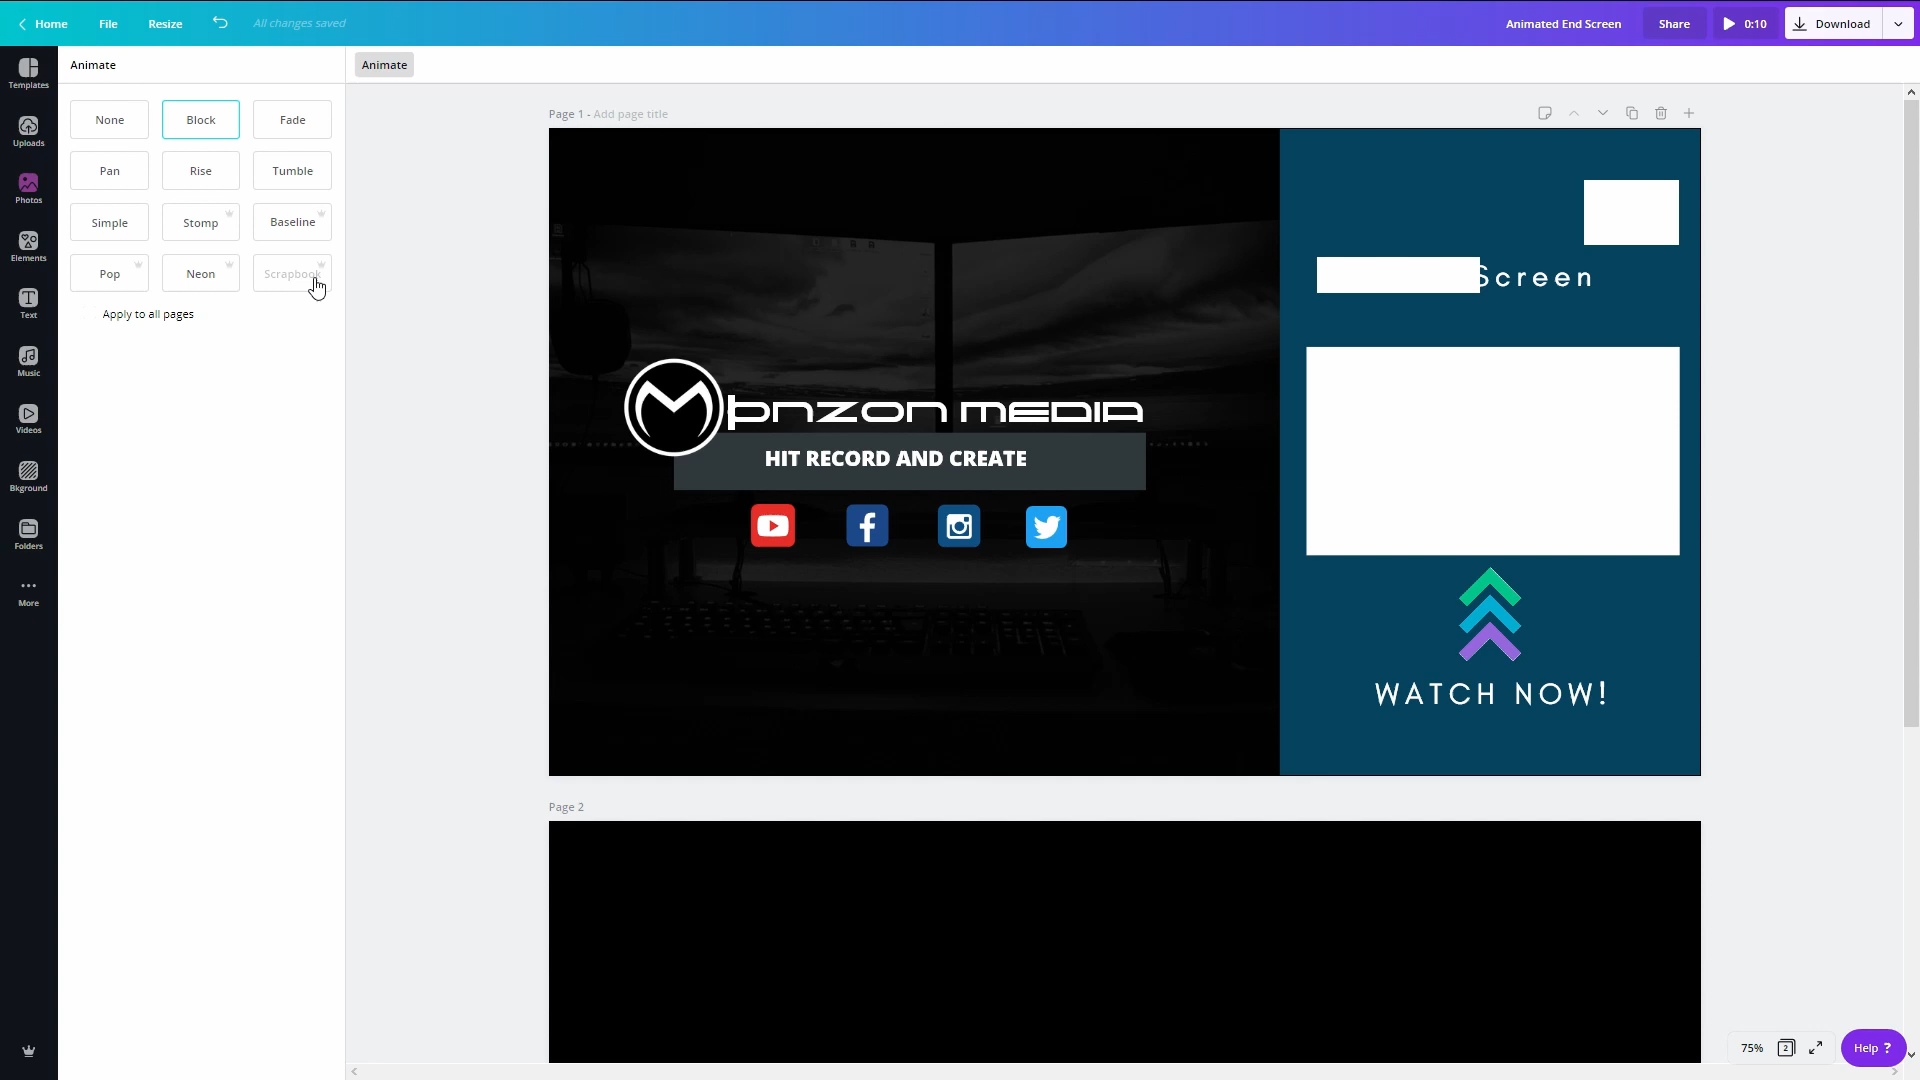 Home File Resize All changes saved Animated End Screen Share 0:10 Download
Templates
Uploads
Photos
Elements
Text
Music
Videos
Bkground
Folders
More
Animate
None Block Fade
Pan Rise Tumble
Simple Stomp Baseline
Pop Neon Scrapbook
Apply to all pages
Animate
Page 1 - Add page title
Screen
MONZON MEDIA
HIT RECORD AND CREATE
WATCH NOW!
Page 2
75% 2 Help ?